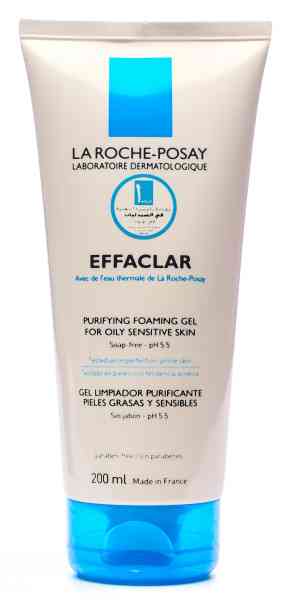 LA ROCHE-POSAY
LABORATOIRE DERMATOLOGIQUE
EFFACLAR
Avec de l'eau thermale de La Roche-Posay
PURIFYING FOAMING GEL
FOR OILY SENSITIVE SKIN
Soap-free - pH 5.5
GEL LIMPIADOR PURIFICANTE
PIELES GRASAS Y SENSIBLES
Sin jabón - pH 5.5
200 ml Made in France